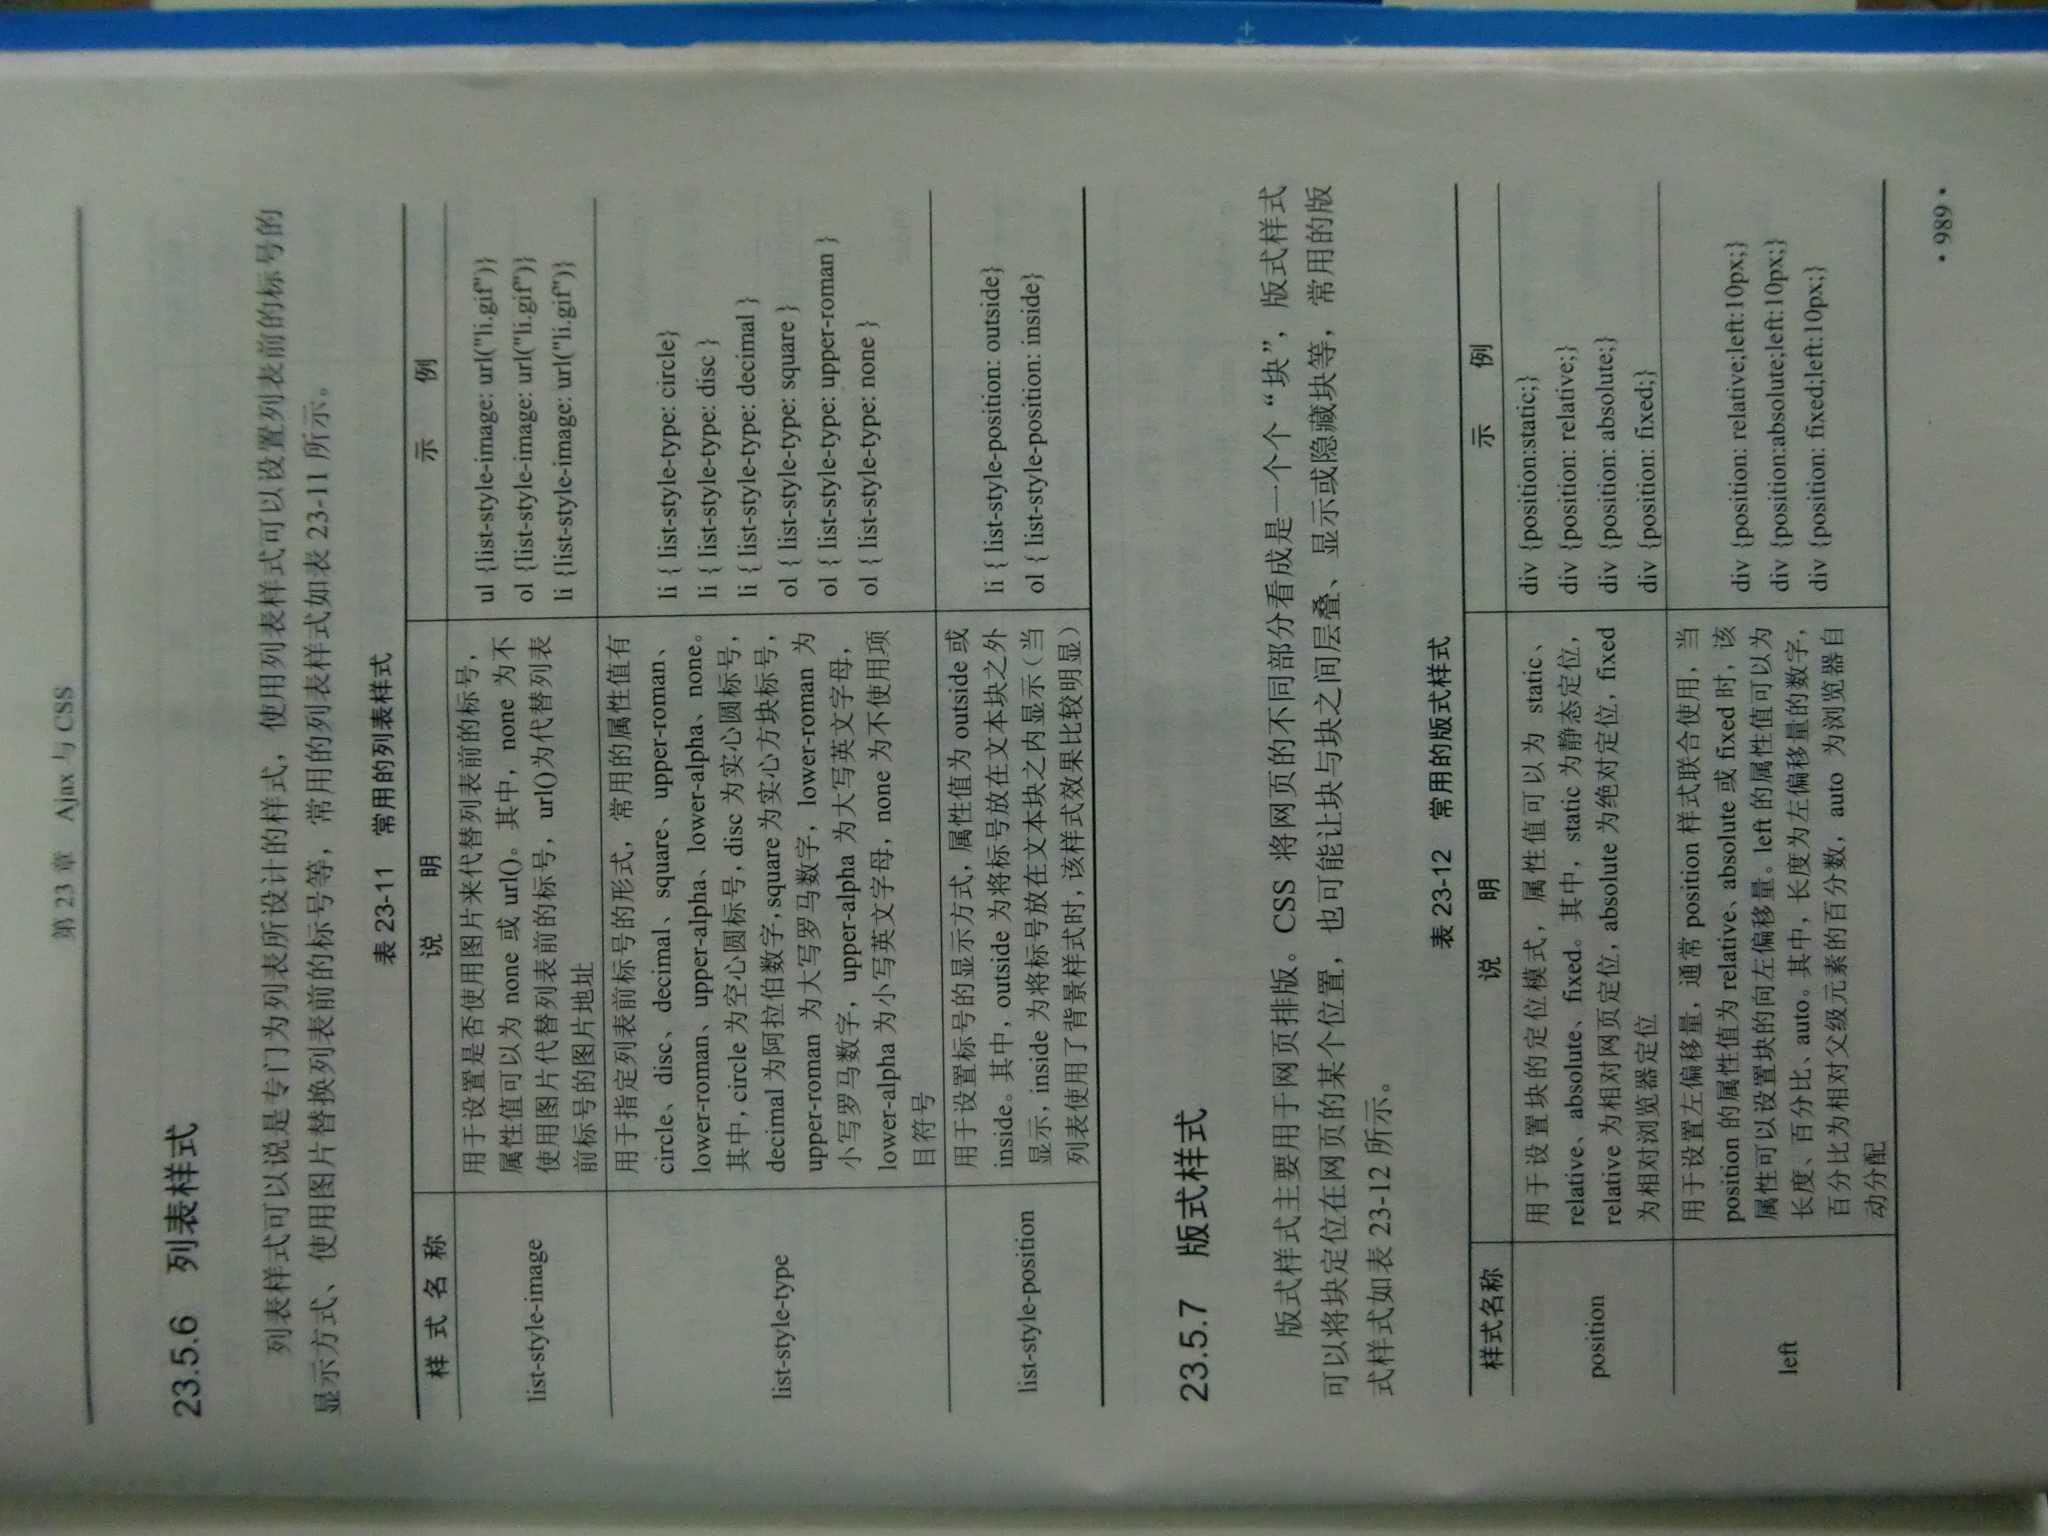 第 23 章　Ajax 与 CSS
23.5.6　列表样式
列表样式可以说是专门为列表所设计的样式，使用列表样式可以设置列表前的标号的
显示方式、使用图片替换列表前的标号等，常用的列表样式如表 23-11 所示。
表 23-11　常用的列表样式
样 式 名 称　说　明　示　例
list-style-image
用于设置是否使用图片来代替列表前的标号，
属性值可以为 none 或 url()。其中，none 为不
使用图片代替列表前的标号，url()为代替列表
前标号的图片地址
ul {list-style-image: url("li.gif")}
ol {list-style-image: url("li.gif")}
li {list-style-image: url("li.gif")}
list-style-type
用于指定列表前标号的形式，常用的属性值有
circle、disc、decimal、square、upper-roman、
lower-roman、upper-alpha、lower-alpha、none。
其中，circle 为空心圆标号，disc 为实心圆标号，
decimal 为阿拉伯数字，square 为实心方块标号，
upper-roman 为大写罗马数字，lower-roman 为
小写罗马数字，upper-alpha 为大写英文字母，
lower-alpha 为小写英文字母，none 为不使用项
目符号
li { list-style-type: circle}
li { list-style-type: disc }
li { list-style-type: decimal }
ol { list-style-type: square }
ol { list-style-type: upper-roman }
ol { list-style-type: none }
list-style-position
用于设置标号的显示方式，属性值为 outside 或
inside。其中，outside 为将标号放在文本块之外
显示，inside 为将标号放在文本块之内显示（当
列表使用了背景样式时，该样式效果比较明显）
li { list-style-position: outside}
ol { list-style-position: inside}
23.5.7　版式样式
版式样式主要用于网页排版。CSS 将网页的不同部分看成是一个个“块”，版式样式
可以将块定位在网页的某个位置，也可能让块与块之间层叠、显示或隐藏块等，常用的版
式样式如表 23-12 所示。
表 23-12　常用的版式样式
样式名称　说　明　示　例
position
用于设置块的定位模式，属性值可以为 static、
relative、absolute、fixed。其中，static 为静态定位，
relative 为相对网页定位，absolute 为绝对定位，fixed
为相对浏览器定位
div {position:static;}
div {position: relative;}
div {position: absolute;}
div {position: fixed;}
left
用于设置左偏移量，通常 position 样式联合使用，当
position 的属性值为 relative、absolute 或 fixed 时，该
属性可以设置块的向左偏移量。left 的属性值可以为
长度、百分比、auto。其中，长度为左偏移量的数字，
百分比为相对父级元素的百分数，auto 为浏览器自
动分配
div {position: relative;left:10px;}
div {position:absolute;left:10px;}
div {position: fixed;left:10px;}
• 989 •